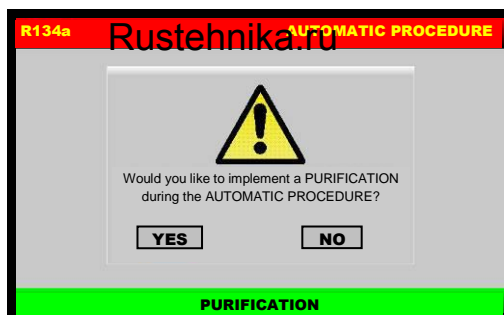 R134a
AUTOMATIC PROCEDURE
Rustehnika.ru
Would you like to implement a PURIFICATION
during the AUTOMATIC PROCEDURE?
YES
NO
PURIFICATION